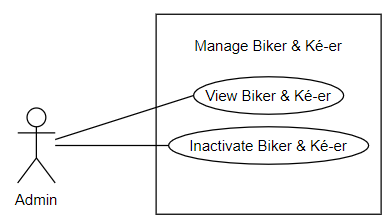 Manage Biker & Ké-er
View Biker & Ké-er
Inactivate Biker & Ké-er
Admin